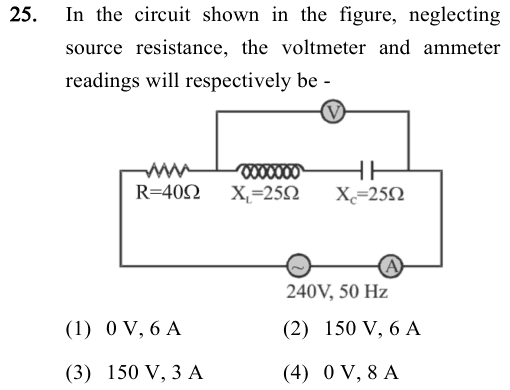 25. In the circuit shown in the figure, neglecting
source resistance, the voltmeter and ammeter
readings will respectively be -
V
R=40Ω X_L=25Ω X_C=25Ω
~ A
240V, 50 Hz
(1) 0 V, 6 A (2) 150 V, 6 A
(3) 150 V, 3 A (4) 0 V, 8 A